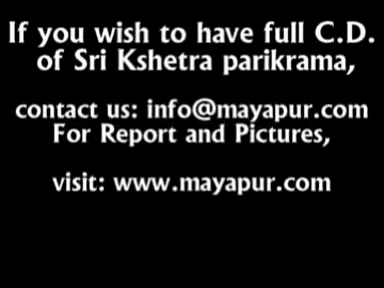 If you wish to have full C.D.
of Sri Kshetra parikrama,
contact us: info@mayapur.com
For Report and Pictures,
visit: www.mayapur.com